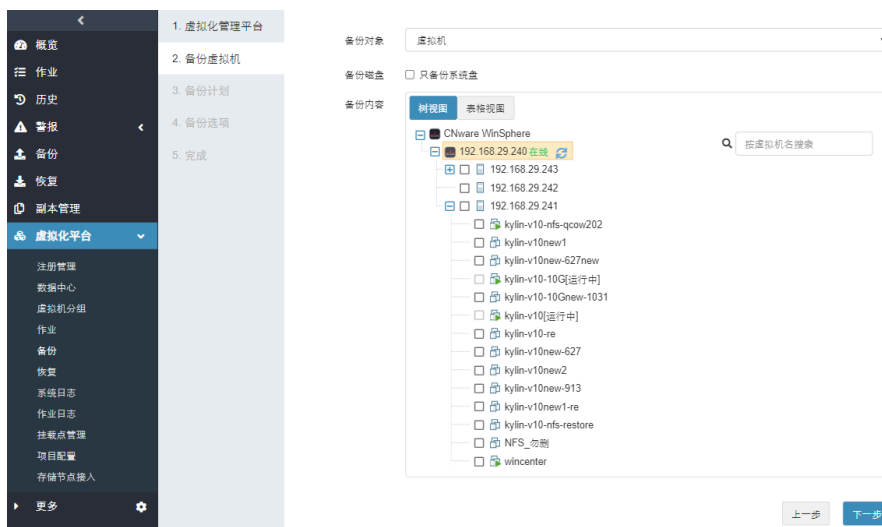 概览
作业
历史
警报
备份
恢复
副本管理
虚拟化平台
注册管理
数据中心
虚拟机分组
作业
备份
恢复
系统日志
作业日志
挂载点管理
项目配置
存储节点接入
更多
1. 虚拟化管理平台
2. 备份虚拟机
3. 备份计划
4. 备份选项
5. 完成
备份对象 虚拟机
备份磁盘 只备份系统盘
备份内容 树视图 表格视图
CNware WinSphere
192.168.29.240 在线
按虚拟机名搜索
192.168.29.243
192.168.29.242
192.168.29.241
kylin-v10-nfs-qcow202
kylin-v10new1
kylin-v10new-627new
kylin-v10-10G[运行中]
kylin-v10-10Gnew-1031
kylin-v10[运行中]
kylin-v10-re
kylin-v10new-627
kylin-v10new2
kylin-v10new-913
kylin-v10new1-re
kylin-v10-nfs-restore
NFS_勿删
wincenter
上一步 下一步